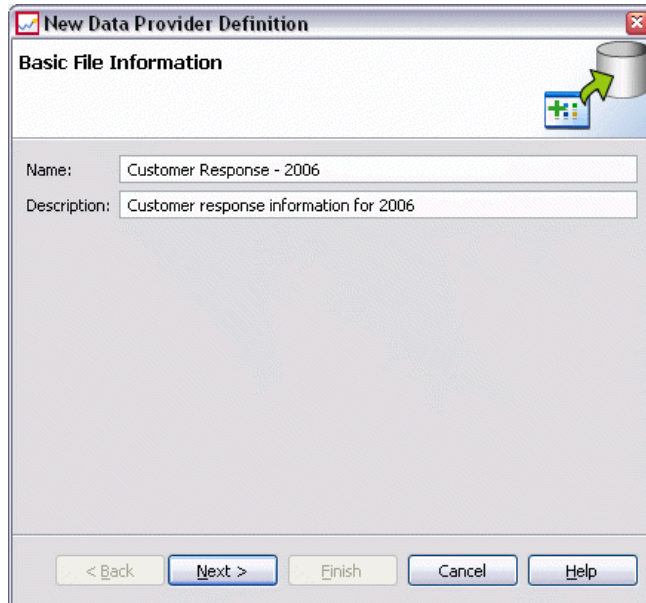 New Data Provider Definition
Basic File Information
Name: Customer Response - 2006
Description: Customer response information for 2006
< Back Next > Finish Cancel Help